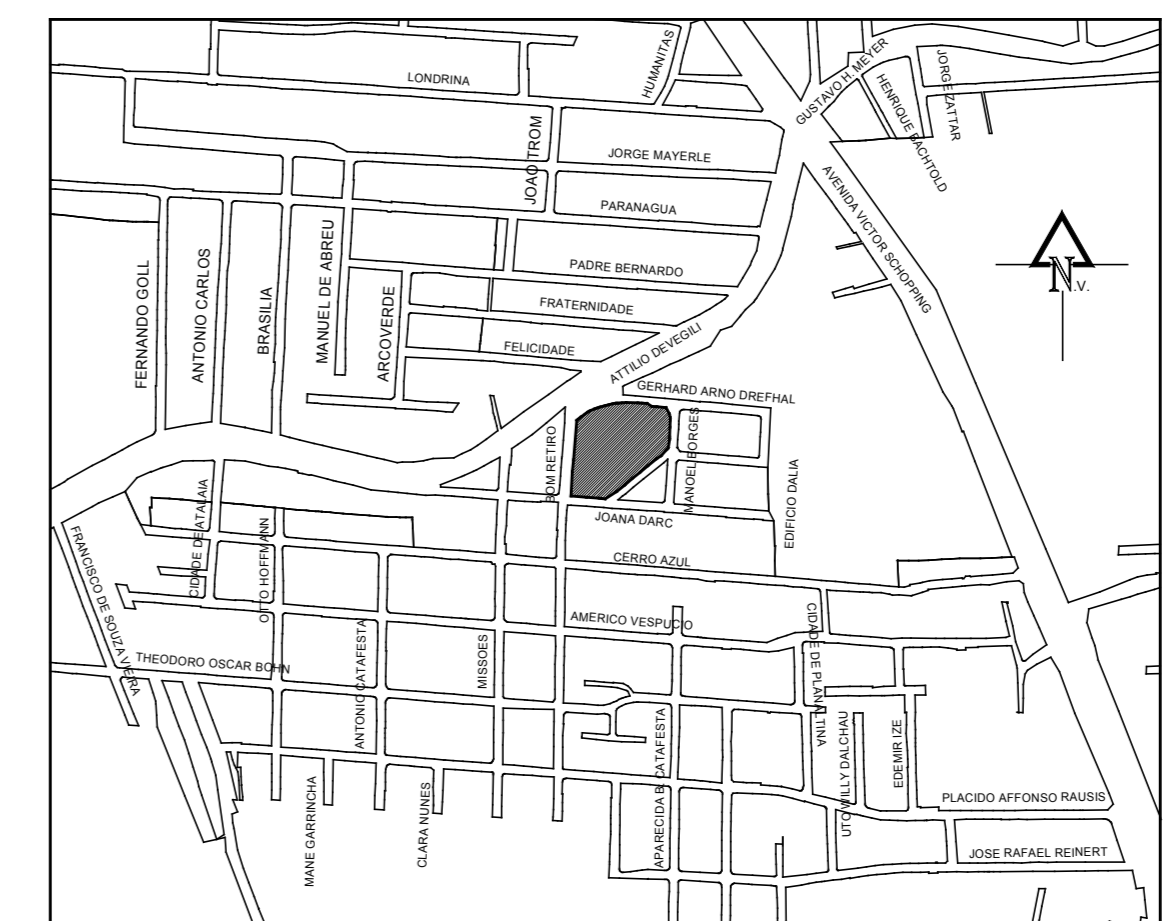 HUMANITAS
LONDRINA
GUSTAVO H. MEYER
HENRIQUE BACHTOLD
JORGE ZATTAR
JOAO TROM
JORGE MAYERLE
PARANAGUA
AVENIDA VICTOR SCHOPPING
PADRE BERNARDO
FRATERNIDADE
FELICIDADE
ATTILIO DEVEGILI
FERNANDO GOLL
ANTONIO CARLOS
BRASILIA
MANUEL DE ABREU
ARCOVERDE
N.V.
GERHARD ARNO DREFHAL
BOM RETIRO
MANOEL BORGES
EDIFICIO DALIA
JOANA DARC
CERRO AZUL
CIDADE DE ATALAIA
OTTO HOFFMANN
FRANCISCO DE SOUZA VIEIRA
AMERICO VESPUCIO
CIDADE DE PLANALTINA
THEODORO OSCAR BOHN
ANTONIO CATAFESTA
MISSOES
APARECIDA B. CATAFESTA
UTO WILLY DALCHAU
EDEMIR IZE
MANE GARRINCHA
CLARA NUNES
PLACIDO AFFONSO RAUSIS
JOSE RAFAEL REINERT